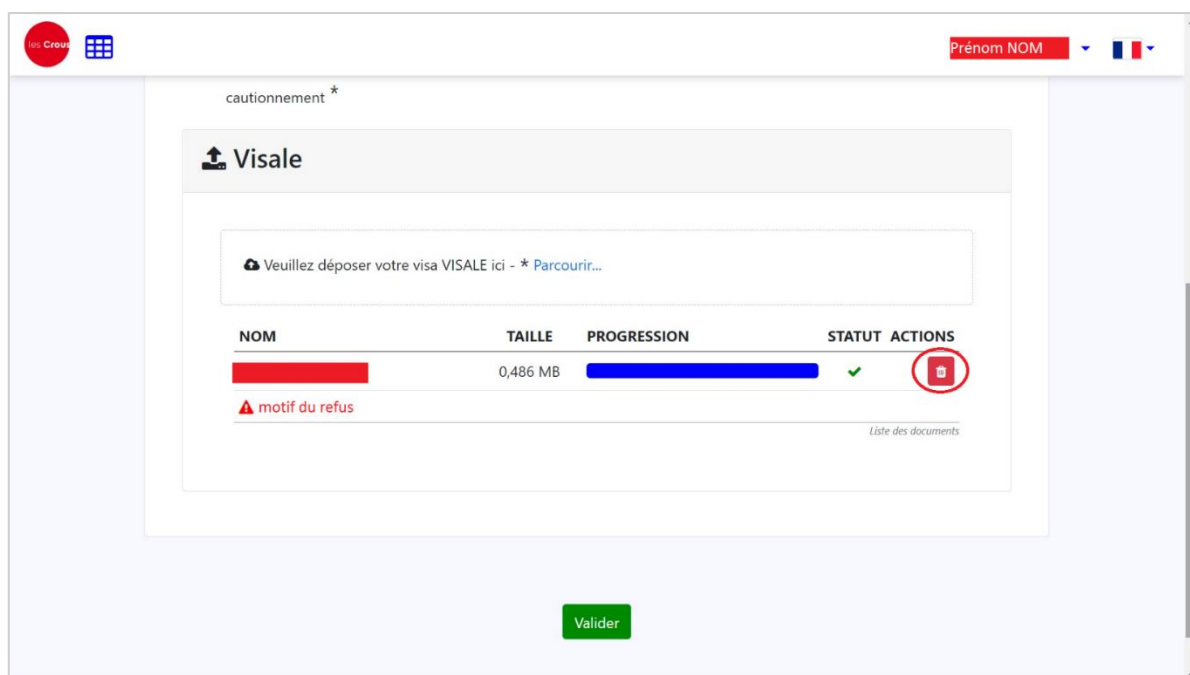 les Crous
Prénom NOM
cautionnement *
Visale
Veuillez déposer votre visa VISALE ici - * Parcourir...
NOM TAILLE PROGRESSION STATUT ACTIONS
0,486 MB
motif du refus
Liste des documents
Valider